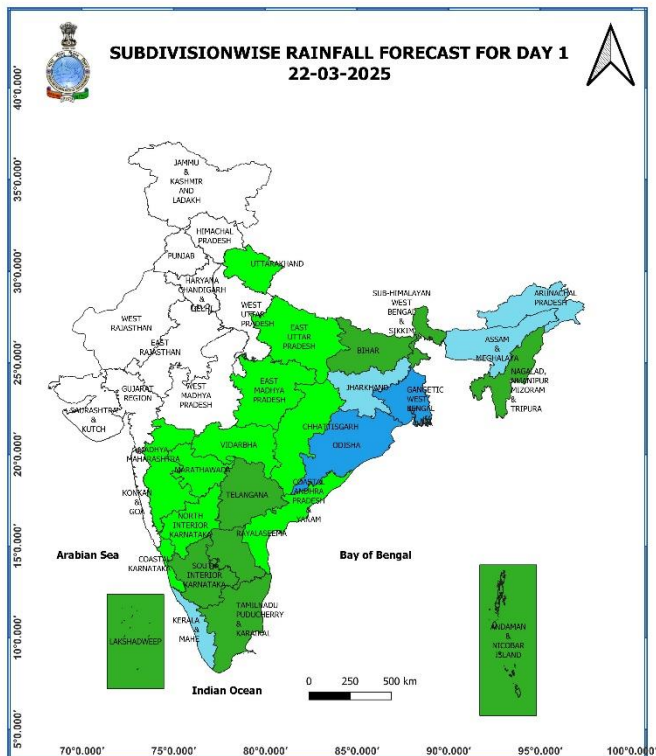 SUBDIVISIONWISE RAINFALL FORECAST FOR DAY 1
22-03-2025
40°0.000'
35°0.000'
30°0.000'
25°0.000'
20°0.000'
15°0.000'
10°0.000'
5°0.000'
JAMMU
&
KASHMIR
AND
LADAKH
HIMACHAL
PRADESH
PUNJAB
UTTARAKHAND
HARYANA
CHANDIGARH
&
DELHI
WEST
UTTAR
PRADESH
WEST
RAJASTHAN
EAST
RAJASTHAN
EAST
UTTAR
PRADESH
SUB-HIMALAYAN
WEST
BENGAL
&
SIKKIM
ARUNACHAL
PRADESH
ASSAM
&
MEGHALAYA
BIHAR
NAGALAD,
MIZORAM
&
TRIPURA
GUJARAT
REGION
WEST
MADHYA
PRADESH
EAST
MADHYA
PRADESH
JHARKHAND
GANGETIC
WEST
BENGAL
SAURASHTRA
&
KUTCH
CHHATTISGARH
ODISHA
VIDARBHA
MADHYA
MAHARASHTRA
MARATHAWADA
KONKAN
&
GOA
TELANGANA
COASTAL
ANDHRA
PRADESH
&
YANAM
NORTH
INTERIOR
KARNATAKA
RAYALASEEMA
Arabian Sea
Bay of Bengal
COASTAL
KARNATAKA
SOUTH
INTERIOR
KARNATAKA
TAMILNADU
PUDUCHERRY
&
KARAIKAL
KERALA
&
MAHE
LAKSHADWEEP
ANDAMAN
&
NICOBAR
ISLAND
Indian Ocean
0 250 500 km
70°0.000' 75°0.000' 80°0.000' 85°0.000' 90°0.000' 95°0.000' 100°0.000'